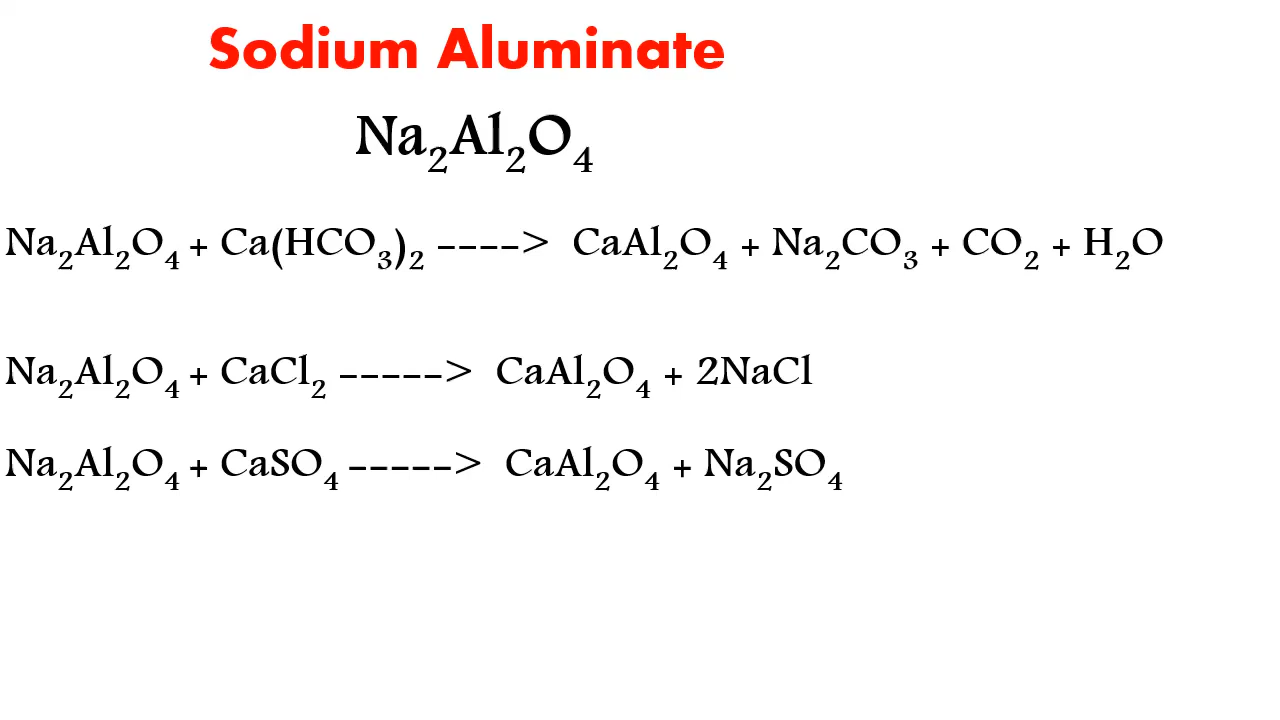 Sodium Aluminate
Na₂Al₂O₄
Na₂Al₂O₄ + Ca(HCO₃)₂ ----> CaAl₂O₄ + Na₂CO₃ + CO₂ + H₂O
Na₂Al₂O₄ + CaCl₂ -----> CaAl₂O₄ + 2NaCl
Na₂Al₂O₄ + CaSO₄ -----> CaAl₂O₄ + Na₂SO₄